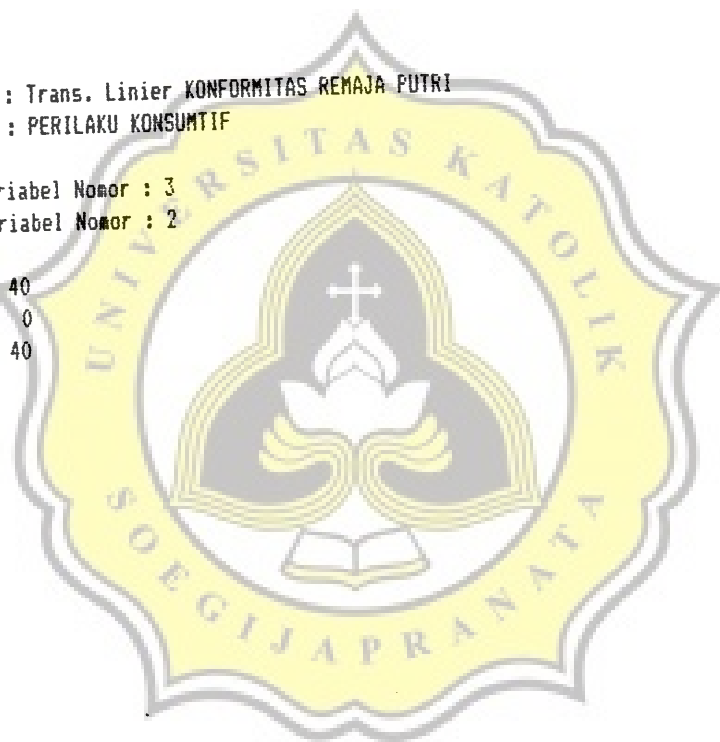 : Trans. Linier KONFORMITAS REMAJA PUTRI
: PERILAKU KONSUMTIF
riabel Nomor : 3
riabel Nomor : 2
40
0
40
UNIVERSITAS KATOLIK
SOEGIJAPRANATA